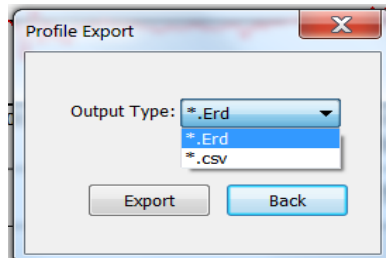 Profile Export
Output Type: *.Erd
*.Erd
*.csv
Export Back